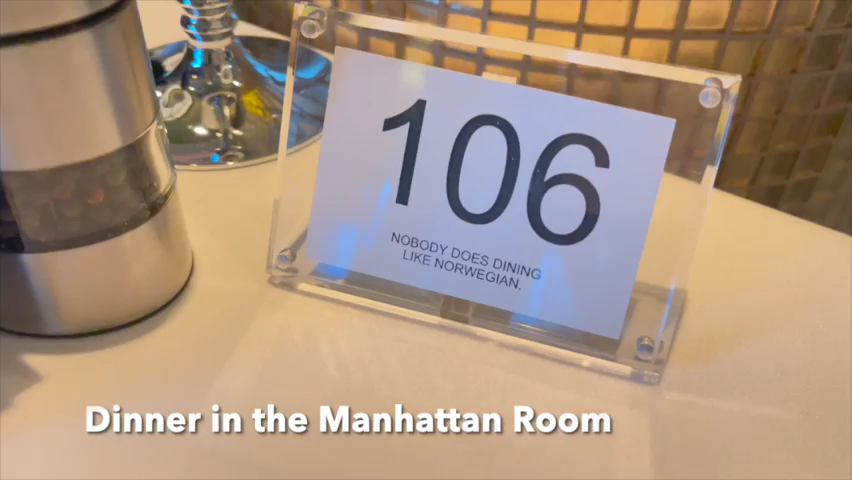 106
NOBODY DOES DINING
LIKE NORWEGIAN.
Dinner in the Manhattan Room